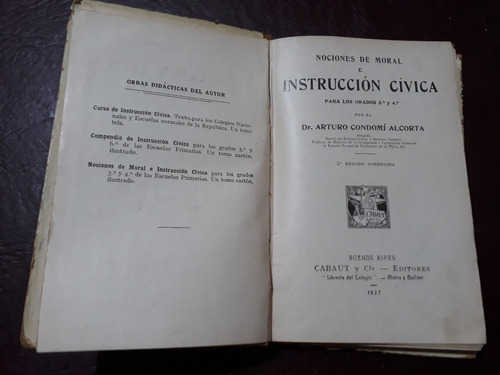 OBRAS DIDÁCTICAS DEL AUTOR
Curso de Instrucción Cívica. Texto para los Colegios Nacio-
nales y Escuelas normales de la República. Un tomo
tela.
Compendio de Instrucción Cívica para los grados 5.º y
6.º de las Escuelas Primarias. Un tomo cartón,
ilustrado.
Nociones de Moral e Instrucción Cívica para los grados
3.º y 4.º de las Escuelas Primarias. Un tomo cartón,
ilustrado.
NOCIONES DE MORAL
E
INSTRUCCIÓN CÍVICA
PARA LOS GRADOS 3.º y 4.º
POR EL
Dr. ARTURO CONDOMÍ ALCORTA
Abogado
EDICIÓN CORREGIDA
CABAUT
BUENOS AIRES
CABAUT y Cía — EDITORES
"Librería del Colegio" — Alsina y Bolívar
1927